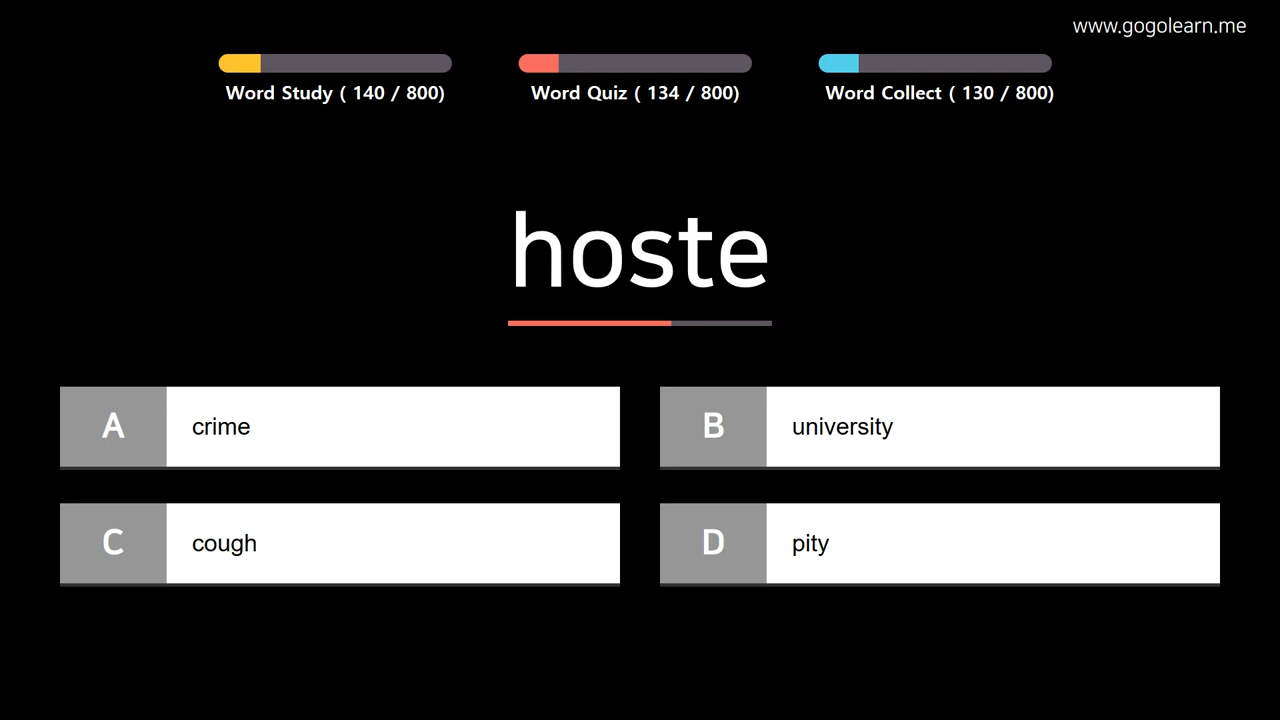 www.gogolearn.me
Word Study ( 140 / 800)
Word Quiz ( 134 / 800)
Word Collect ( 130 / 800)
hoste
A crime
B university
C cough
D pity